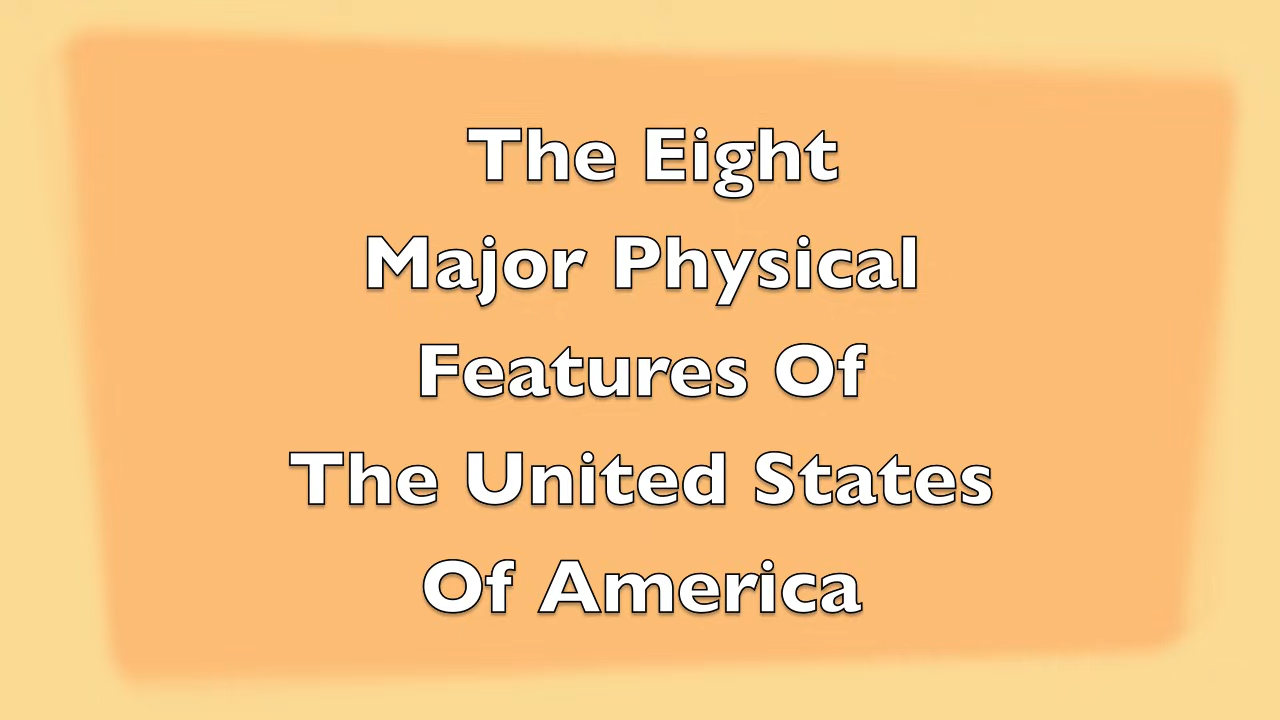 The Eight
Major Physical
Features Of
The United States
Of America